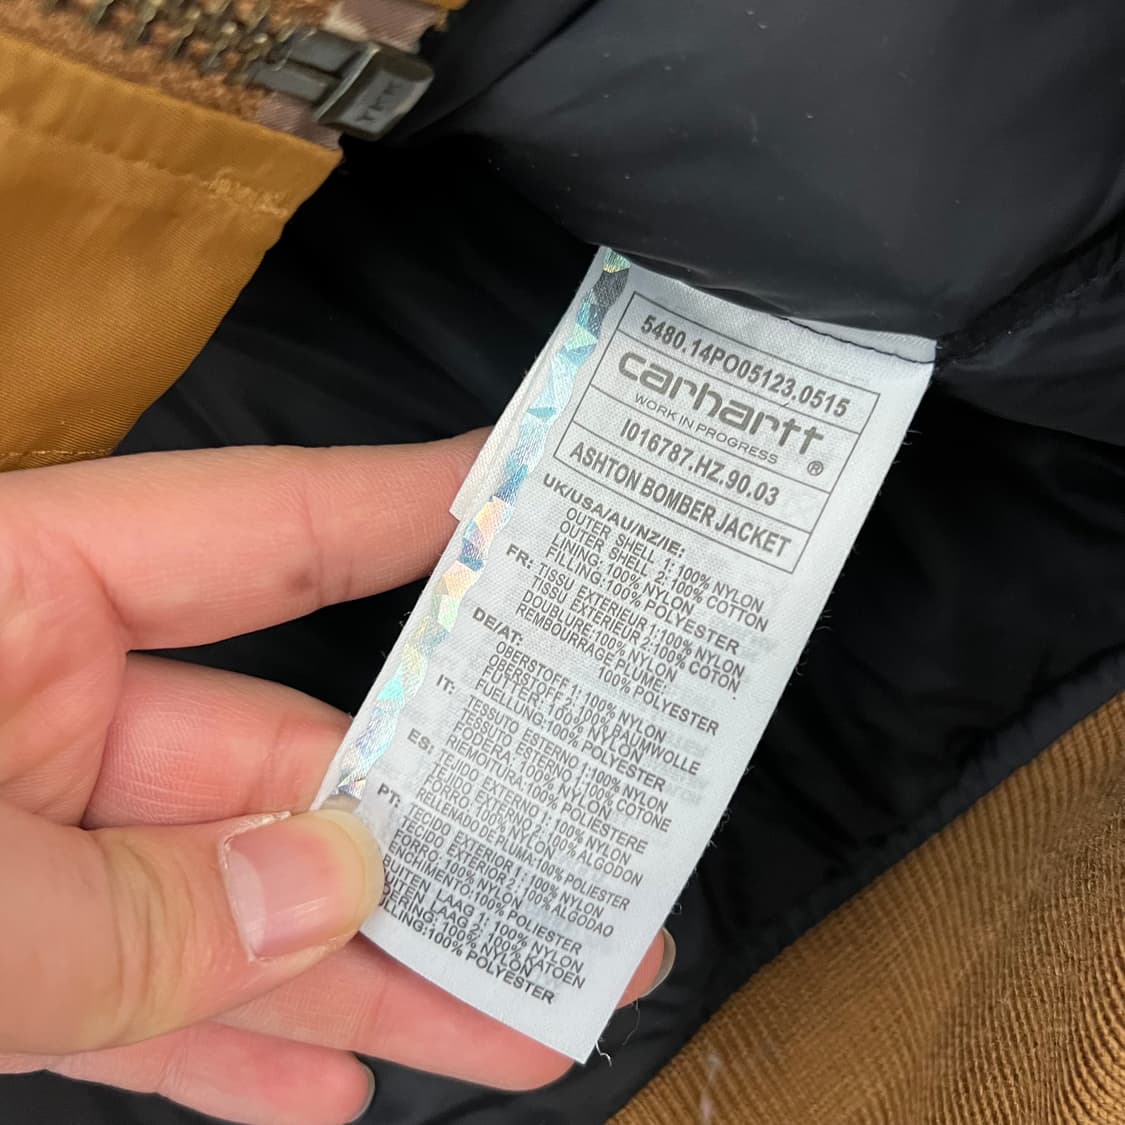 YKK
5480.14PO05123.0515
carhartt
WORK IN PROGRESS ®
I016787.HZ.90.03
ASHTON BOMBER JACKET
UK/USA/AU/NZ/IE:
OUTER SHELL 1: 100% NYLON
OUTER SHELL 2: 100% COTTON
LINING: 100% NYLON
FILLING: 100% POLYESTER
FR: TISSU EXTERIEUR 1:100% NYLON
TISSU EXTERIEUR 2:100% COTON
DOUBLURE:100% NYLON
REMBOURRAGE PLUME:
100% POLYESTER
DE/AT:
OBERSTOFF 1: 100% NYLON
OBERSTOFF 2: 100% BAUMWOLLE
FUTTER: 100% NYLON
FUELLUNG:100% POLYESTER
IT:
TESSUTO ESTERNO 1:100% NYLON
TESSUTO ESTERNO 2:100% COTONE
FODERA: 100% NYLON
RIEMOITURA:100% POLIESTERE
ES:
TEJIDO EXTERNO 1: 100% NYLON
TEJIDO EXTERNO 2: 100% ALGODON
FORRO: 100% NYLON
RELLENADO DE PLUMA:100% POLIESTER
PT:
TECIDO EXTERIOR 1: 100% NYLON
TECIDO EXTERIOR 2: 100% ALGODAO
FORRO: 100% NYLON
ENCHIMENTO:100% POLIESTER
BUITEN LAAG 1: 100% NYLON
LAAG 2: 100% KATOEN
100% NYLON
100% POLYESTER